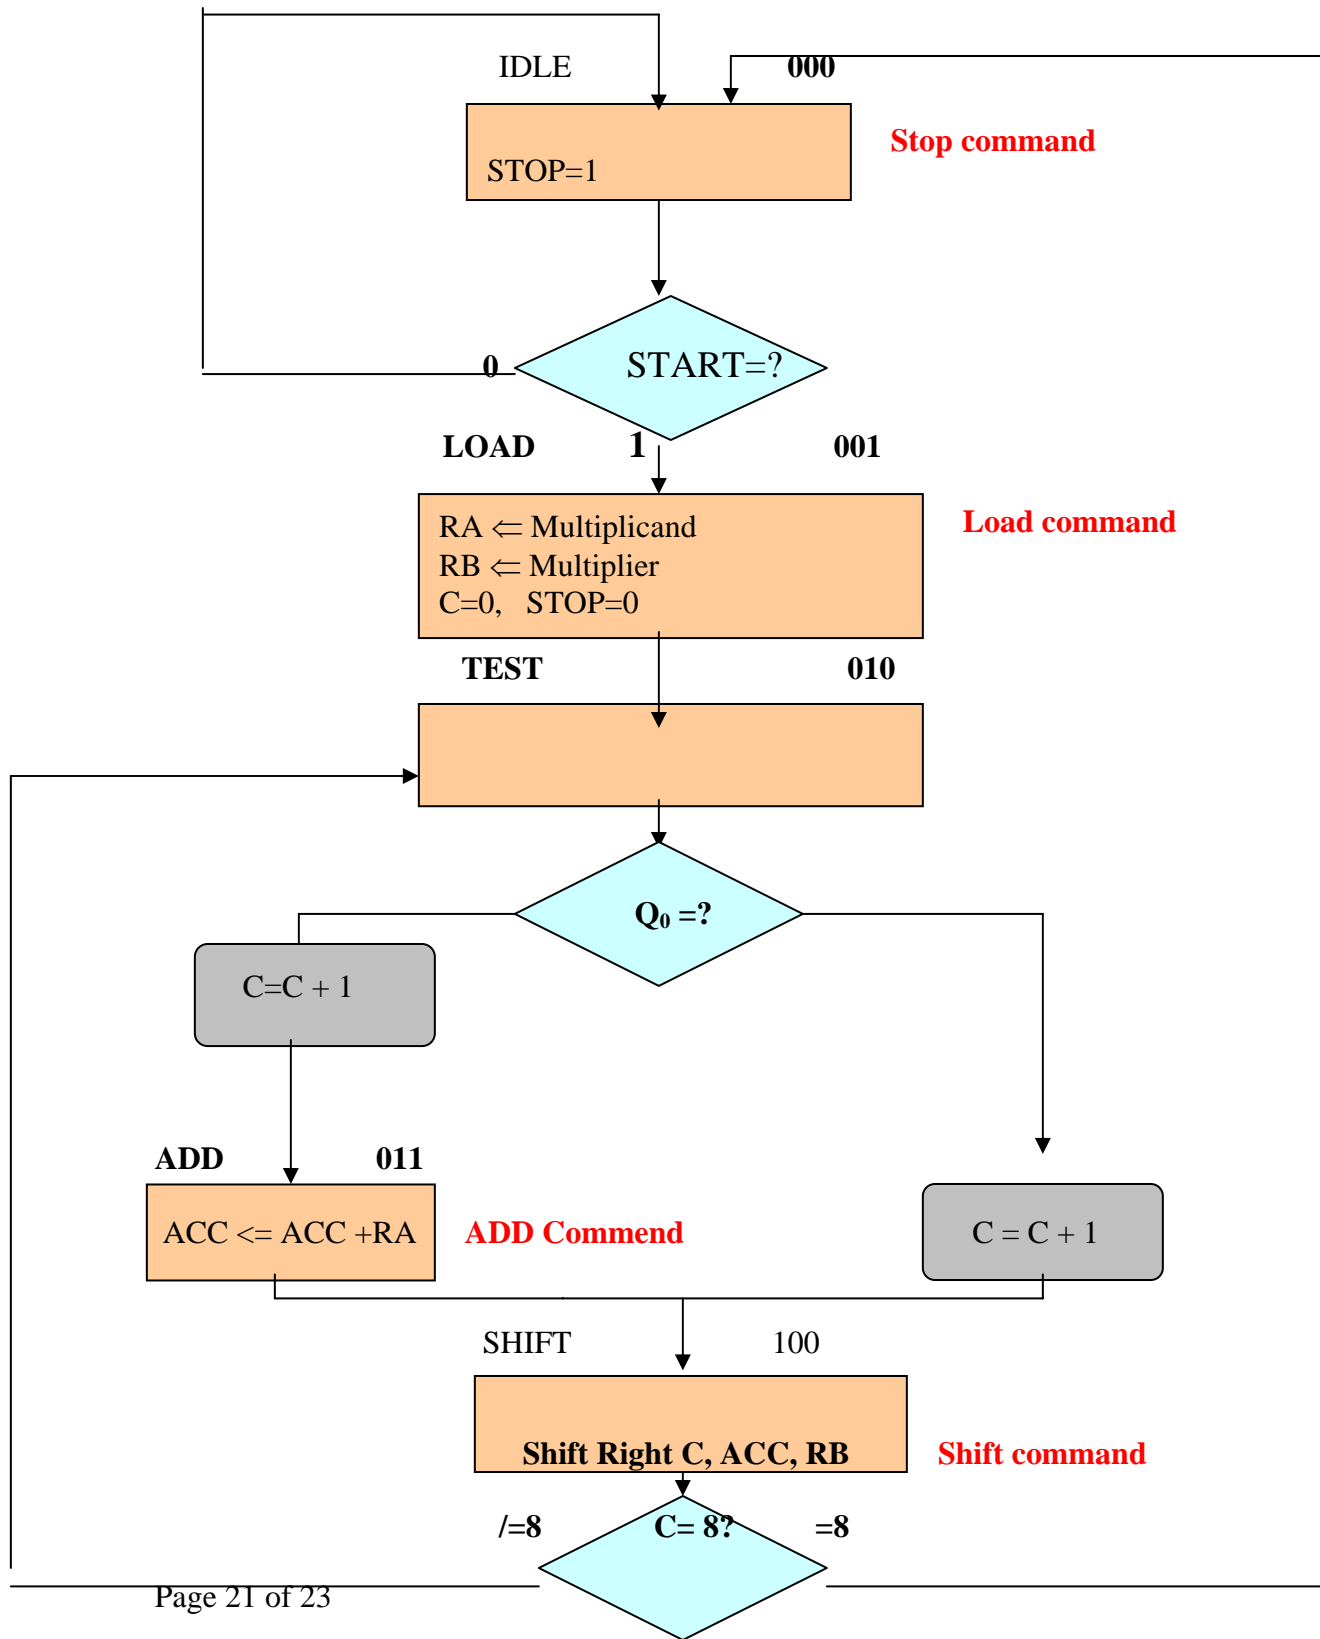 IDLE 000
Stop command
STOP=1
0 START=?
LOAD 1 001
RA ⇐ Multiplicand
Load command
RB ⇐ Multiplier
C=0, STOP=0
TEST 010
Q₀ =?
C=C + 1
ADD 011
ACC <= ACC +RA
ADD Commend
C = C + 1
SHIFT 100
Shift Right C, ACC, RB
Shift command
/=8 C= 8? =8
Page 21 of 23